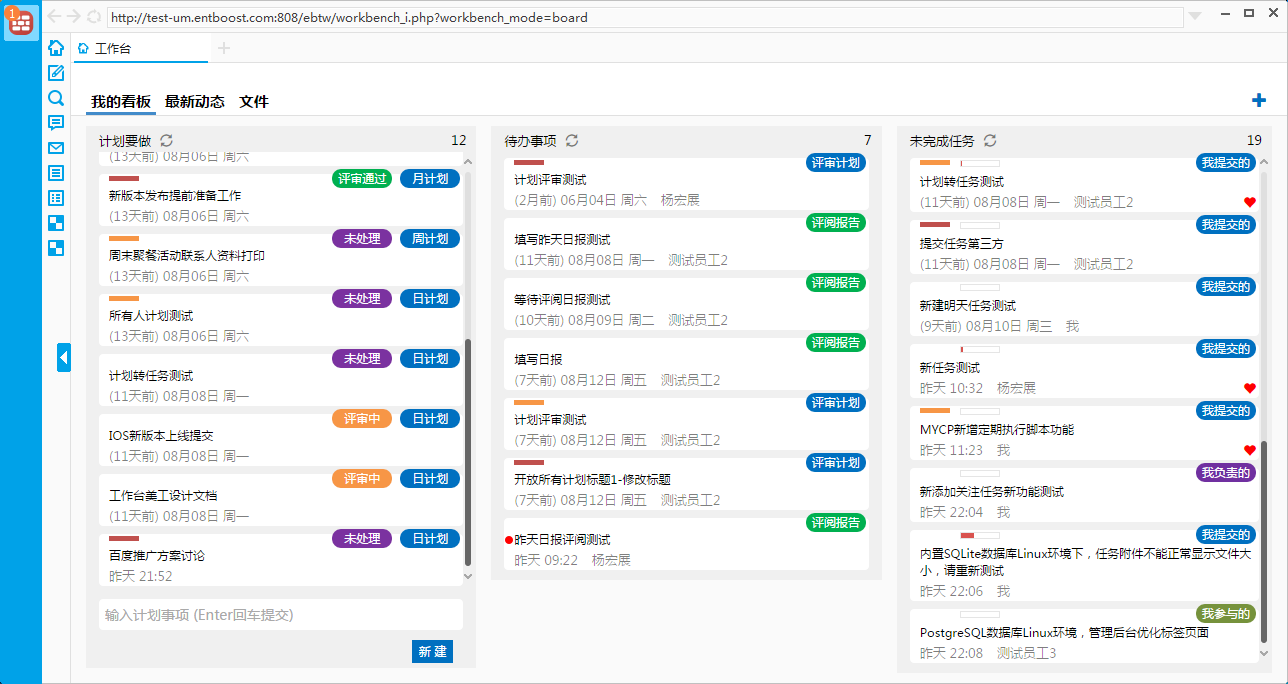 1
http://test-um.entboost.com:808/ebtw/workbench_i.php?workbench_mode=board
工作台
我的看板 最新动态 文件
计划要做 12
(13天前) 08月06日 周六
评审通过 月计划
新版本发布提前准备工作
(13天前) 08月06日 周六
未处理 周计划
周末聚餐活动联系人资料打印
(13天前) 08月06日 周六
未处理 日计划
所有人计划测试
(13天前) 08月06日 周六
未处理 日计划
计划转任务测试
(11天前) 08月08日 周一
评审中 日计划
IOS新版本上线提交
(11天前) 08月08日 周一
评审中 日计划
工作台美工设计文档
(11天前) 08月08日 周一
未处理 日计划
百度推广方案讨论
昨天 21:52
输入计划事项 (Enter回车提交)
新 建
待办事项 7
评审计划
计划评审测试
(2月前) 06月04日 周六 杨宏展
评阅报告
填写昨天日报测试
(11天前) 08月08日 周一 测试员工2
评阅报告
等待评阅日报测试
(10天前) 08月09日 周二 测试员工2
评阅报告
填写日报
(7天前) 08月12日 周五 测试员工2
评审计划
计划评审测试
(7天前) 08月12日 周五 测试员工2
评审计划
开放所有计划标题1-修改标题
(7天前) 08月12日 周五 测试员工2
评阅报告
昨天日报评阅测试
昨天 09:22 杨宏展
未完成任务 19
我提交的
计划转任务测试
(11天前) 08月08日 周一 测试员工2
我提交的
提交任务第三方
(11天前) 08月08日 周一 测试员工2
我提交的
新建明天任务测试
(9天前) 08月10日 周三 我
我提交的
新任务测试
昨天 10:32 杨宏展
我提交的
MYCP新增定期执行脚本功能
昨天 11:23 我
我负责的
新添加关注任务新功能测试
昨天 22:04 我
我提交的
内置SQLite数据库Linux环境下，任务附件不能正常显示文件大
小，请重新测试
昨天 22:06 我
我参与的
PostgreSQL数据库Linux环境，管理后台优化标签页面
昨天 22:08 测试员工3